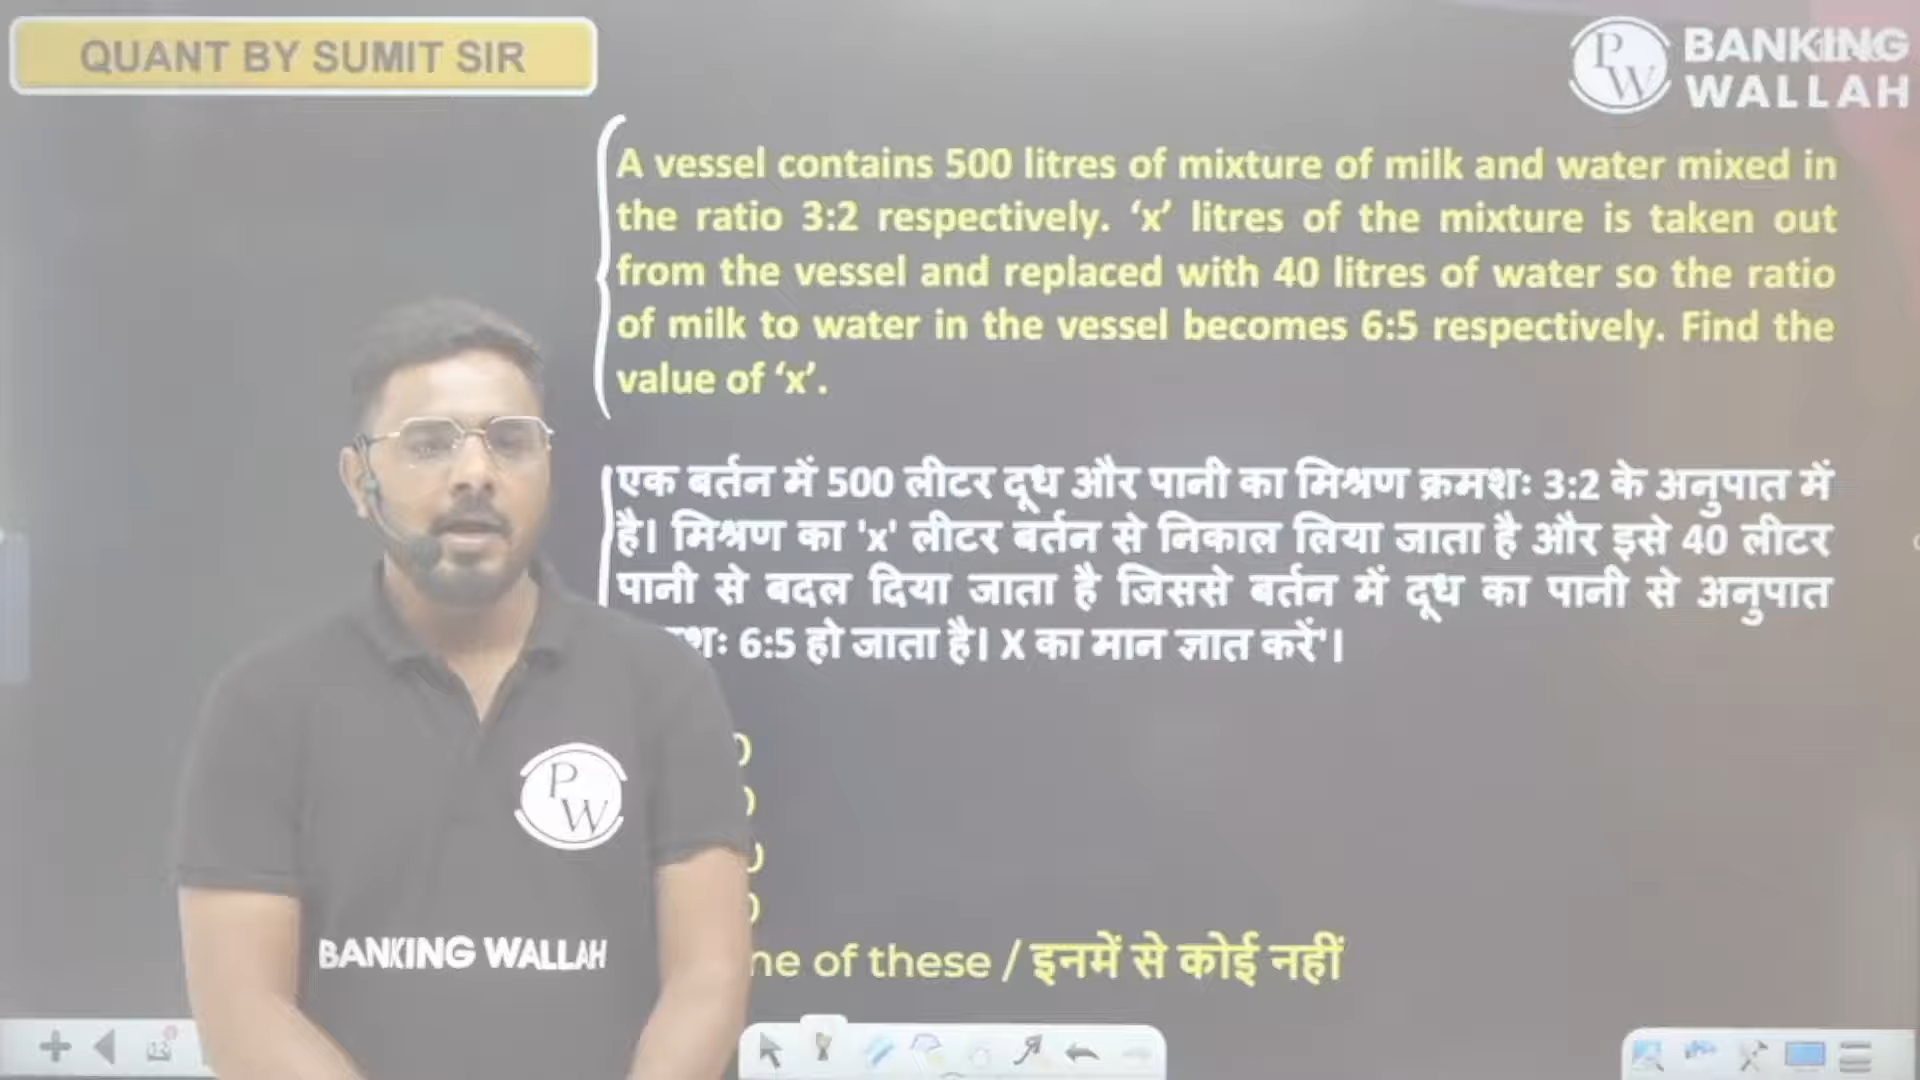 QUANT BY SUMIT SIR
P
W
BANKING
WALLAH
A vessel contains 500 litres of mixture of milk and water mixed in
the ratio 3:2 respectively. ‘x’ litres of the mixture is taken out
from the vessel and replaced with 40 litres of water so the ratio
of milk to water in the vessel becomes 6:5 respectively. Find the
value of ‘x’.
एक बर्तन में 500 लीटर दूध और पानी का मिश्रण क्रमशः 3:2 के अनुपात में
है। मिश्रण का 'x' लीटर बर्तन से निकाल लिया जाता है और इसे 40 लीटर
पानी से बदल दिया जाता है जिससे बर्तन में दूध का पानी से अनुपात
6:5 हो जाता है। X का मान ज्ञात करें'।
of these / इनमें से कोई नहीं
P
W
BANKING WALLAH